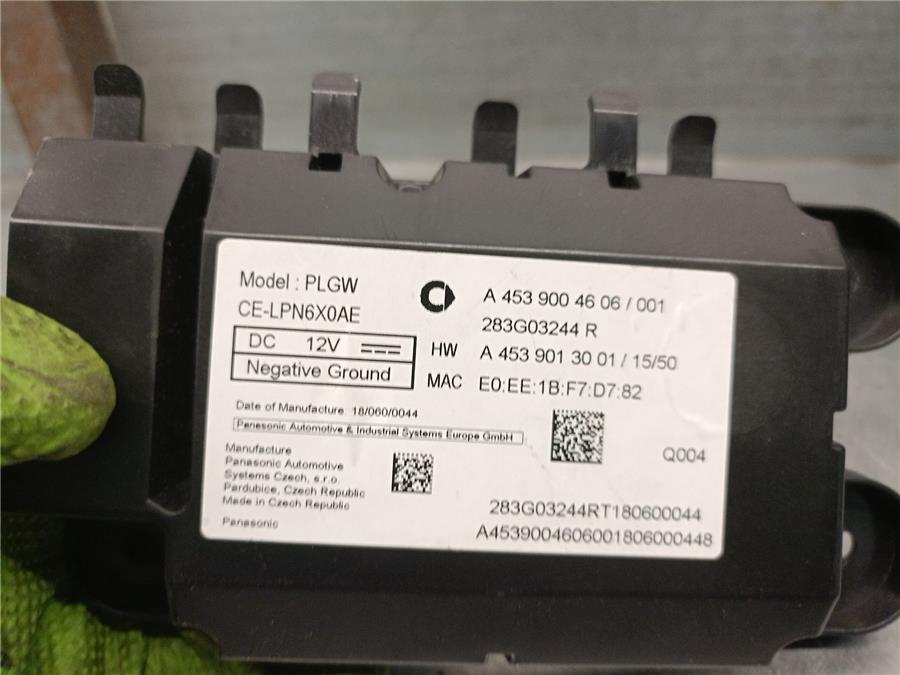 Model : PLGW
CE-LPN6X0AE
DC 12V
Negative Ground
A 453 900 46 06 / 001
283G03244 R
HW A 453 901 30 01 / 15/50
MAC E0:EE:1B:F7:D7:82
Date of Manufacture: 18/060/0044
Panasonic Automotive & Industrial Systems Europe GmbH
Manufacture
Panasonic Automotive
Systems Czech, s.r.o.
Pardubice, Czech Republic
Made in Czech Republic
Panasonic
Q004
283G03244RT180600044
A4539004606001806000448